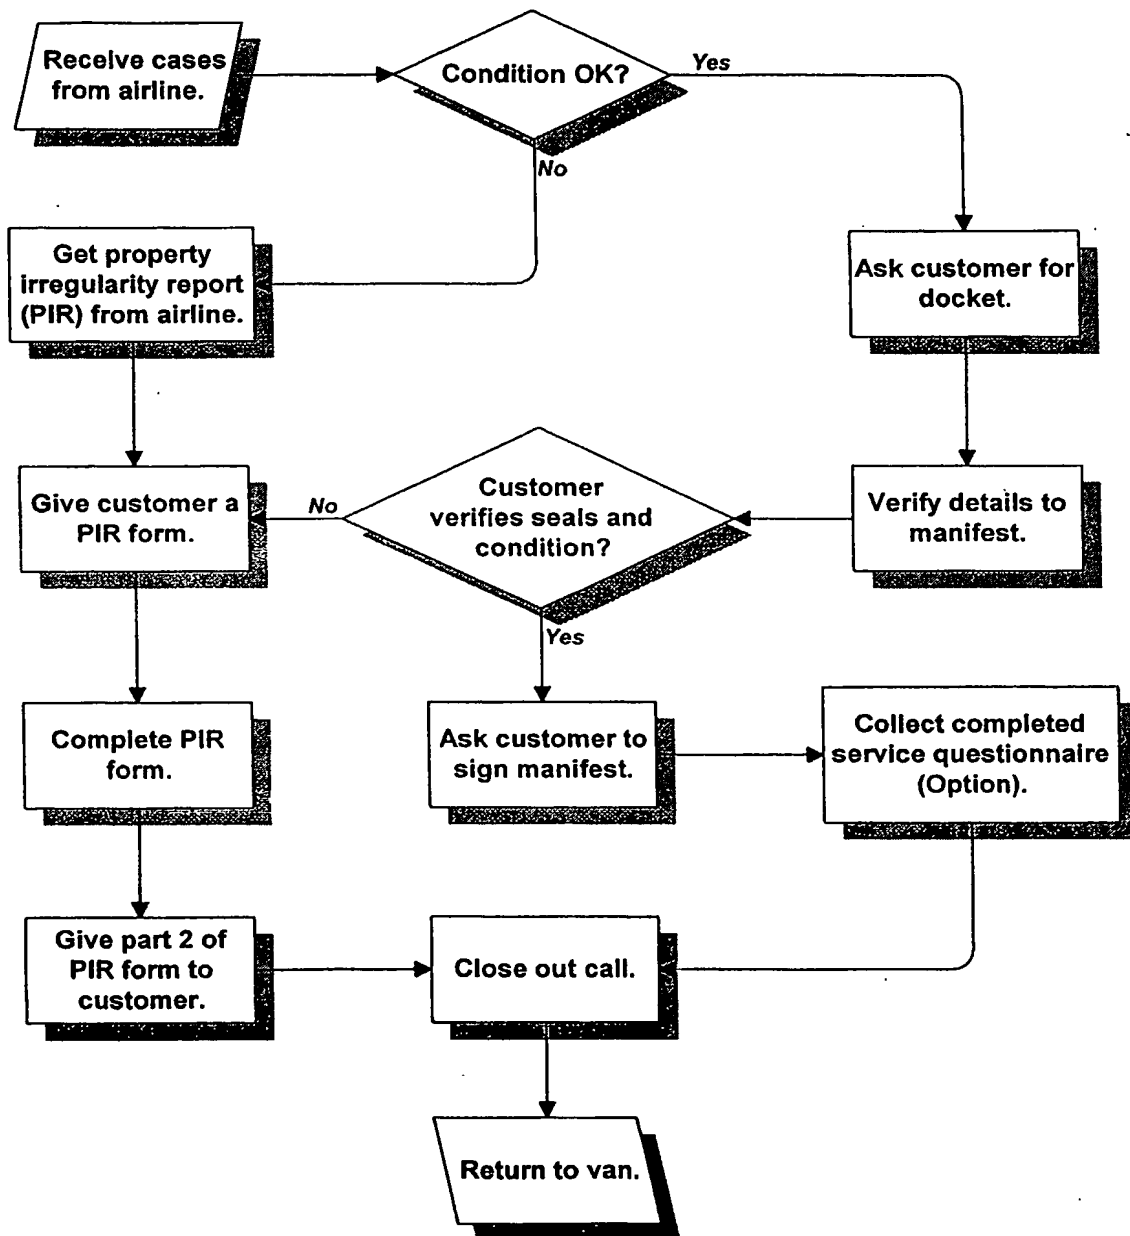 Receive cases
from airline.
Condition OK?
Yes
No
Get property
irregularity report
(PIR) from airline.
Ask customer for
docket.
Give customer a
PIR form.
No
Customer
verifies seals and
condition?
Verify details to
manifest.
Yes
Complete PIR
form.
Ask customer to
sign manifest.
Collect completed
service questionnaire
(Option).
Give part 2 of
PIR form to
customer.
Close out call.
Return to van.